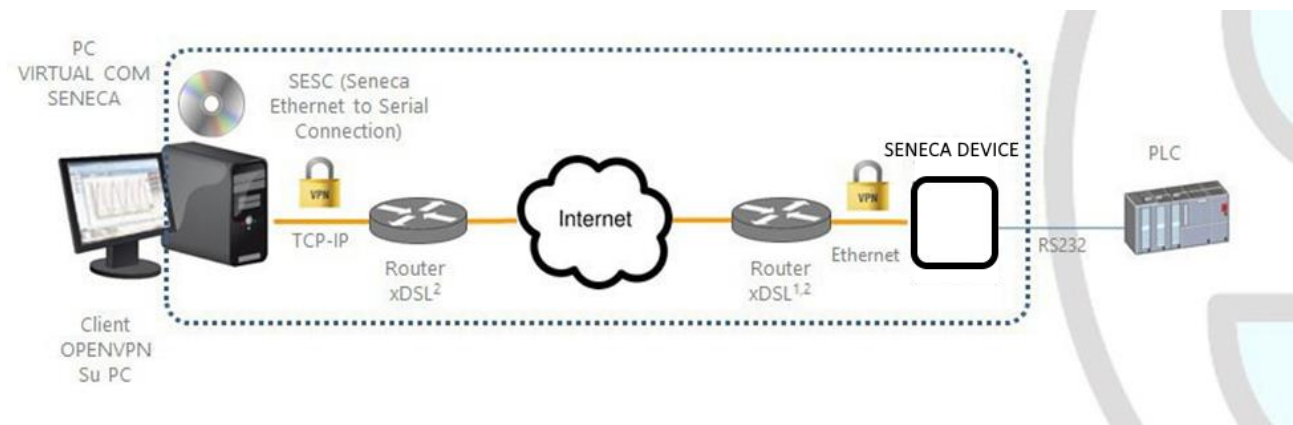 PC
VIRTUAL COM
SENECA
SESC (Seneca
Ethernet to Serial
Connection)
VPN
TCP-IP
Router
xDSL²
Internet
Router
xDSL¹,²
VPN
Ethernet
SENECA DEVICE
RS232
PLC
Client
OPENVPN
Su PC